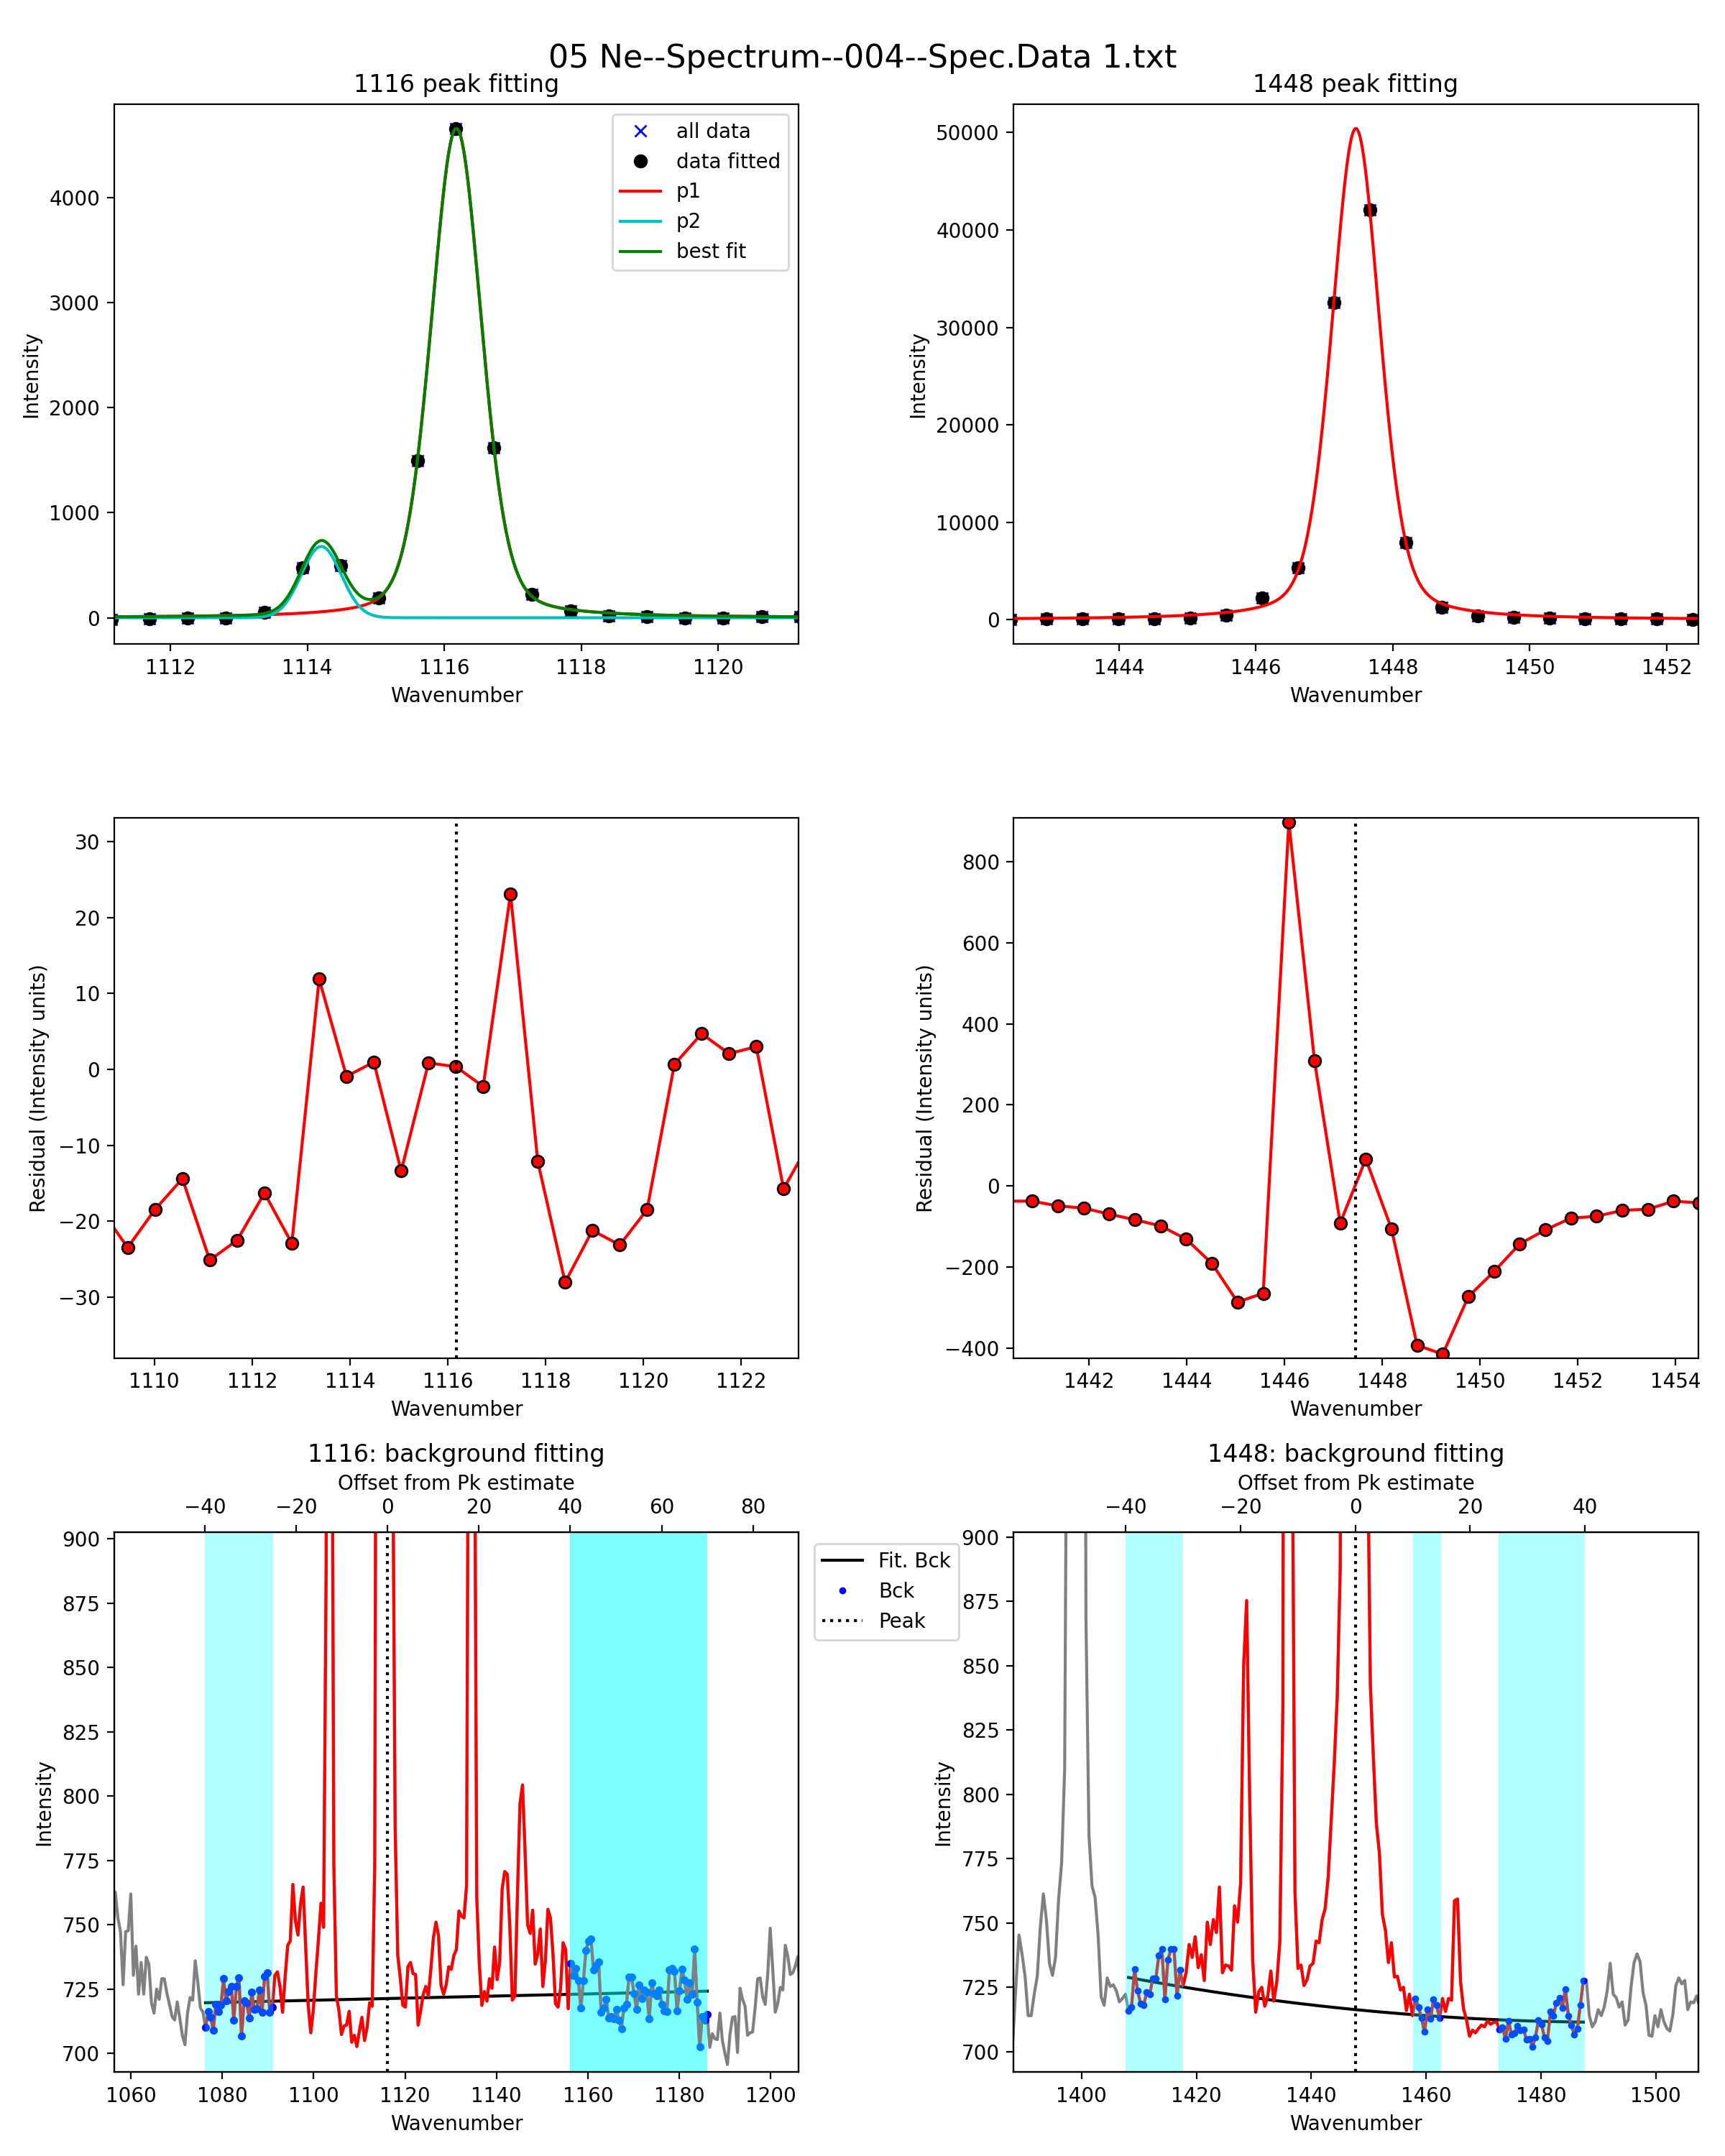 05 Ne--Spectrum--004--Spec.Data 1.txt
1116 peak fitting
all data
data fitted
p1
p2
best fit
Intensity
4000
3000
2000
1000
0
1112 1114 1116 1118 1120
Wavenumber
1448 peak fitting
Intensity
50000
40000
30000
20000
10000
0
1444 1446 1448 1450 1452
Wavenumber
Residual (Intensity units)
30
20
10
0
−10
−20
−30
1110 1112 1114 1116 1118 1120 1122
Wavenumber
Residual (Intensity units)
800
600
400
200
0
−200
−400
1442 1444 1446 1448 1450 1452 1454
Wavenumber
1116: background fitting
Offset from Pk estimate
−40 −20 0 20 40 60 80
Intensity
900
875
850
825
800
775
750
725
700
1060 1080 1100 1120 1140 1160 1180 1200
Wavenumber
Fit. Bck
Bck
Peak
1448: background fitting
Offset from Pk estimate
−40 −20 0 20 40
Intensity
900
875
850
825
800
775
750
725
700
1400 1420 1440 1460 1480 1500
Wavenumber